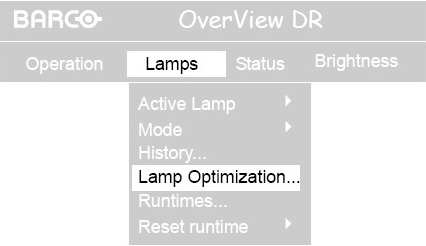 BARCO OverView DR
Operation Lamps Status Brightness
Active Lamp
Mode
History...
Lamp Optimization...
Runtimes...
Reset runtime